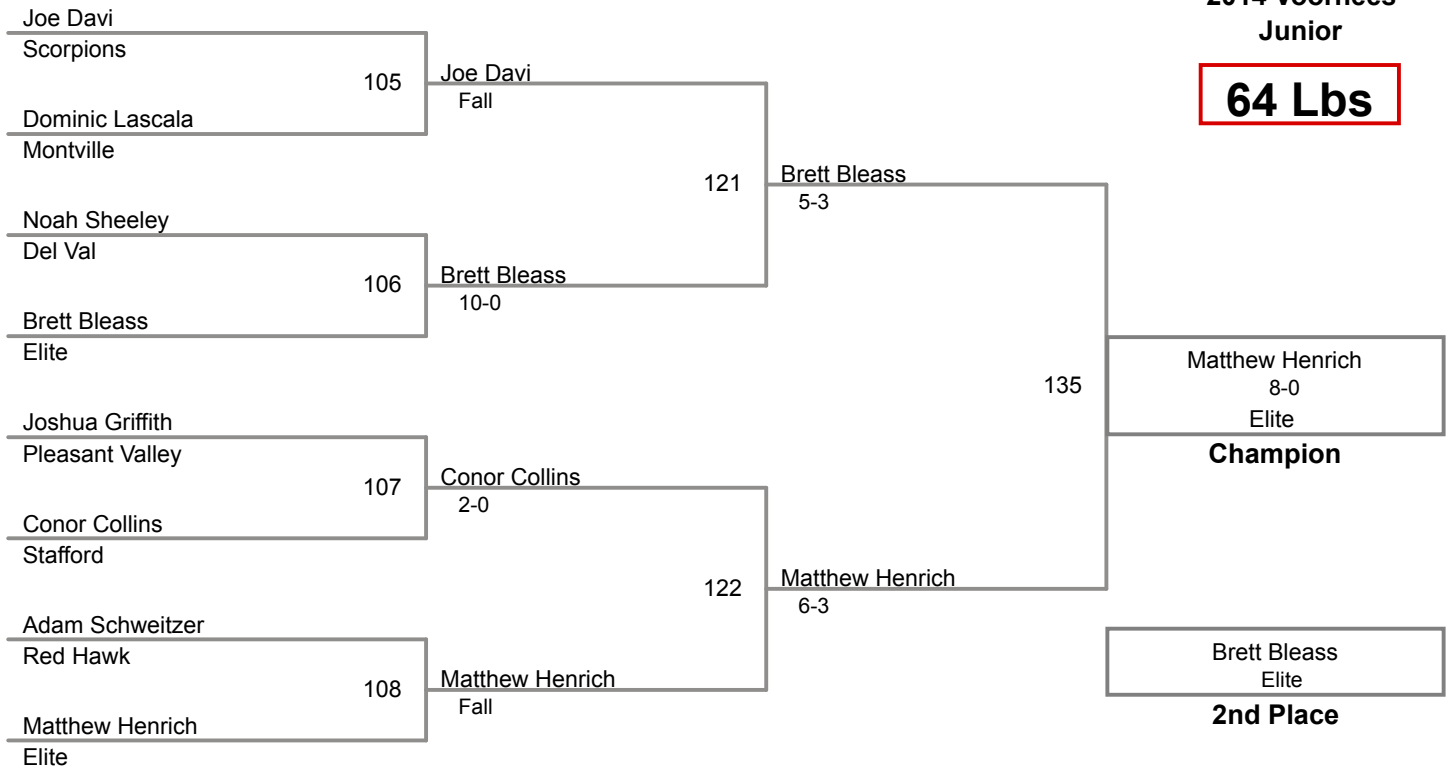 2014 Voorhees
Junior
64 Lbs
Joe Davi
Scorpions
105
Dominic Lascala
Montville
Joe Davi
Fall
Noah Sheeley
Del Val
106
Brett Bleass
Elite
Brett Bleass
10-0
121
Brett Bleass
5-3
Joshua Griffith
Pleasant Valley
107
Conor Collins
Stafford
Conor Collins
2-0
Adam Schweitzer
Red Hawk
108
Matthew Henrich
Elite
Matthew Henrich
Fall
122
Matthew Henrich
6-3
135
Matthew Henrich
8-0
Elite
Champion
Brett Bleass
Elite
2nd Place